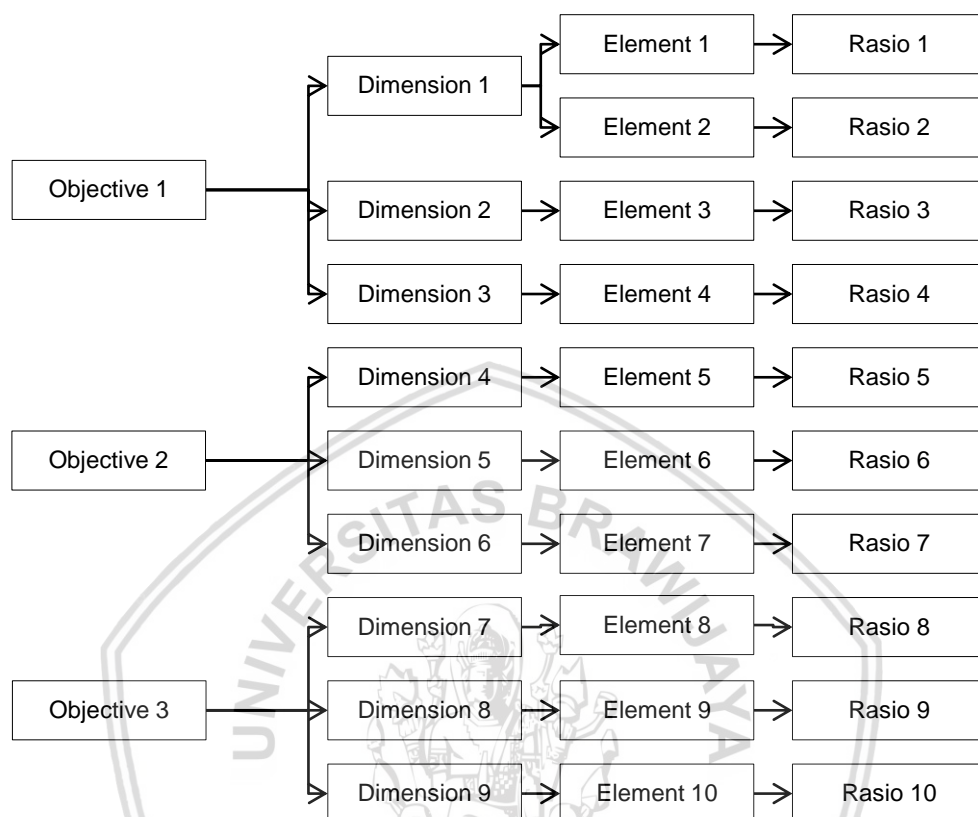 Objective 1
Dimension 1
Element 1
Rasio 1
Element 2
Rasio 2
Dimension 2
Element 3
Rasio 3
Dimension 3
Element 4
Rasio 4
Objective 2
Dimension 4
Element 5
Rasio 5
Dimension 5
Element 6
Rasio 6
Dimension 6
Element 7
Rasio 7
Objective 3
Dimension 7
Element 8
Rasio 8
Dimension 8
Element 9
Rasio 9
Dimension 9
Element 10
Rasio 10
UNIVERSITAS BRAWIJAYA